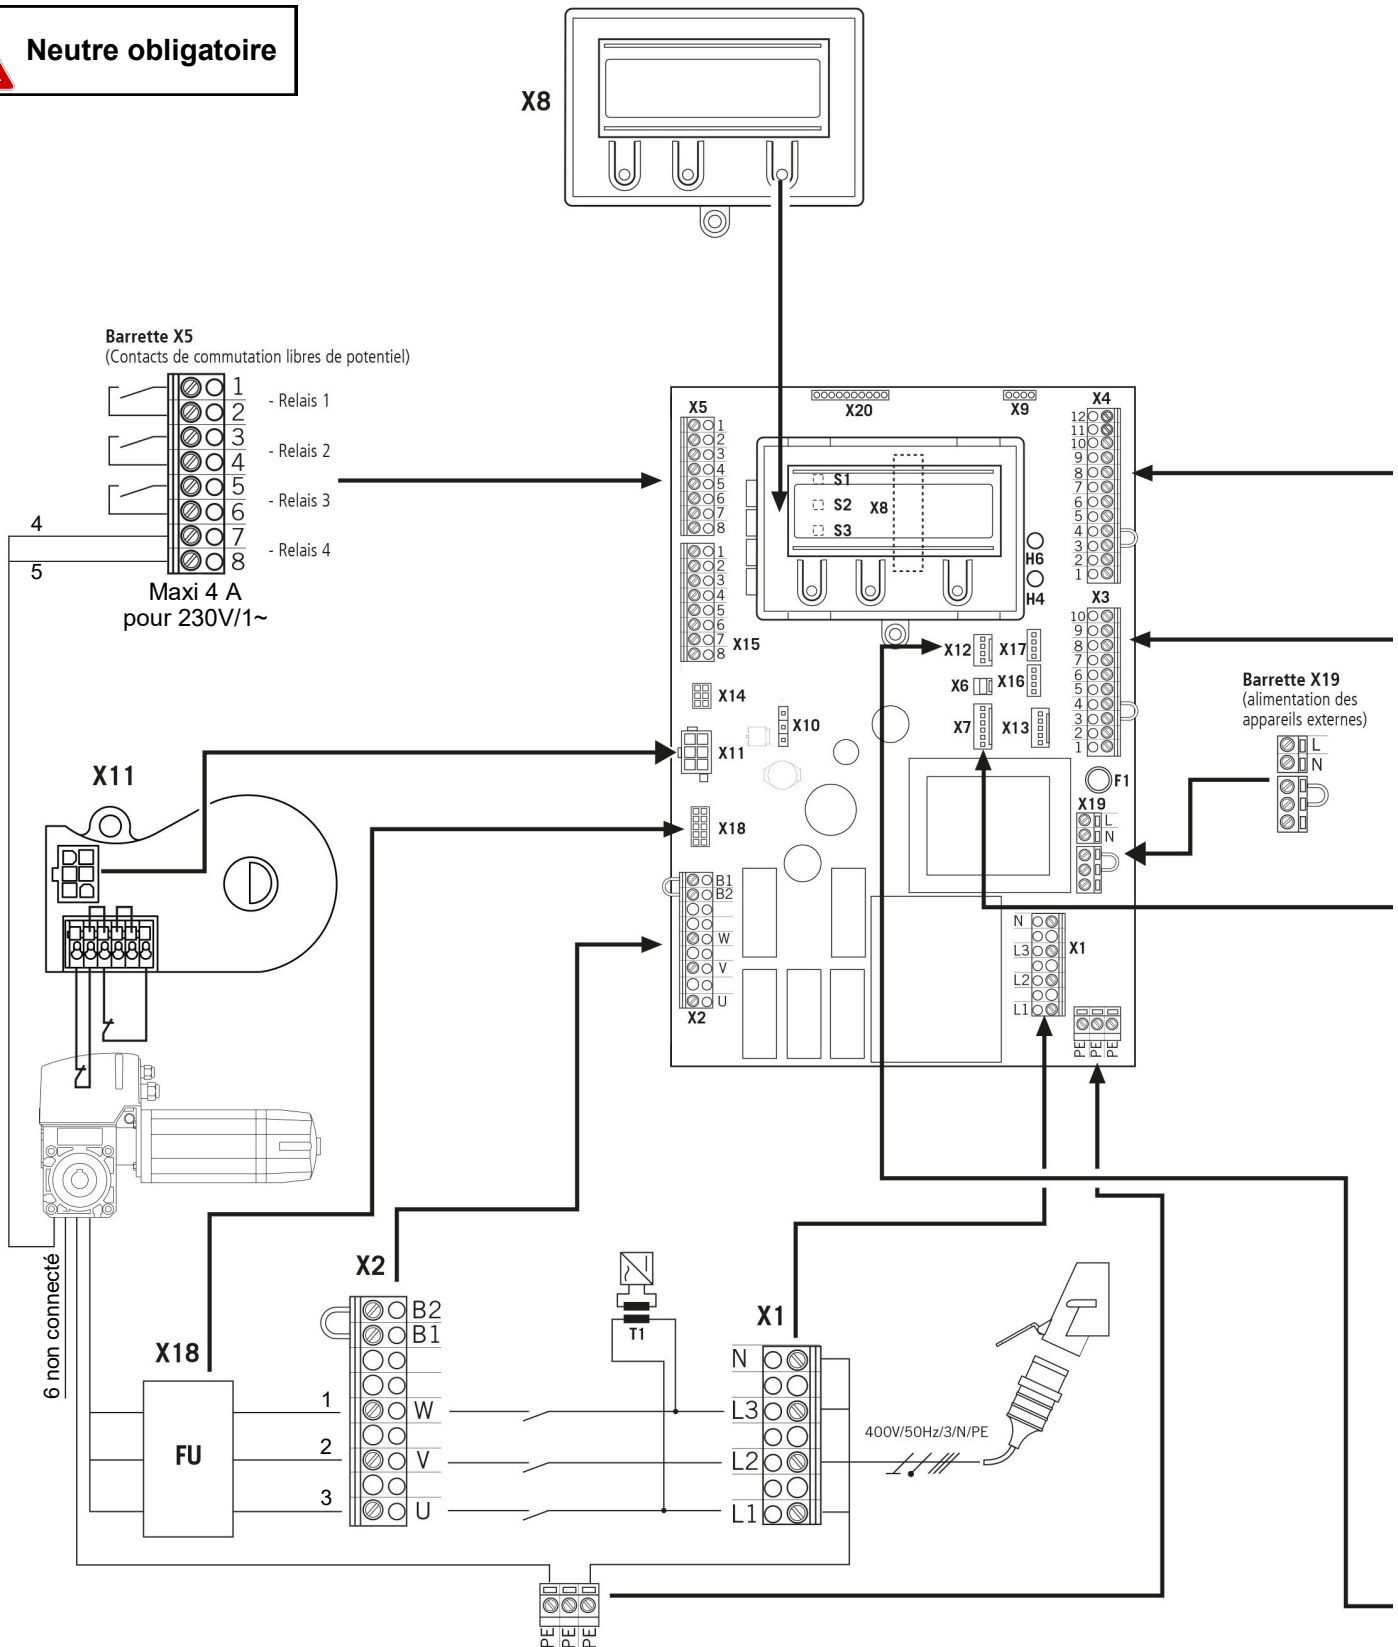 Neutre obligatoire
X8
Barrette X5
(Contacts de commutation libres de potentiel)
1
2
3
4
5
6
7
8
- Relais 1
- Relais 2
- Relais 3
- Relais 4
4
5
Maxi 4 A
pour 230V/1~
X5
1
2
3
4
5
6
7
8
1
2
3
4
5
6
7
8
X15
X20
X9
X4
12
11
10
9
8
7
6
5
4
3
2
1
S1
S2
S3
X8
H6
H4
X3
10
9
8
7
6
5
4
3
2
1
X12
X17
X6
X16
X7
X13
X14
X10
X11
X18
F1
X19
L
N
Barrette X19
(alimentation des
appareils externes)
L
N
B1
B2
W
V
U
X2
N
L3
L2
L1
X1
PE
PE
PE
X11
6 non connecté
X18
FU
1
2
3
X2
B2
B1
W
V
U
T1
X1
N
L3
L2
L1
400V/50Hz/3/N/PE
PE
PE
PE